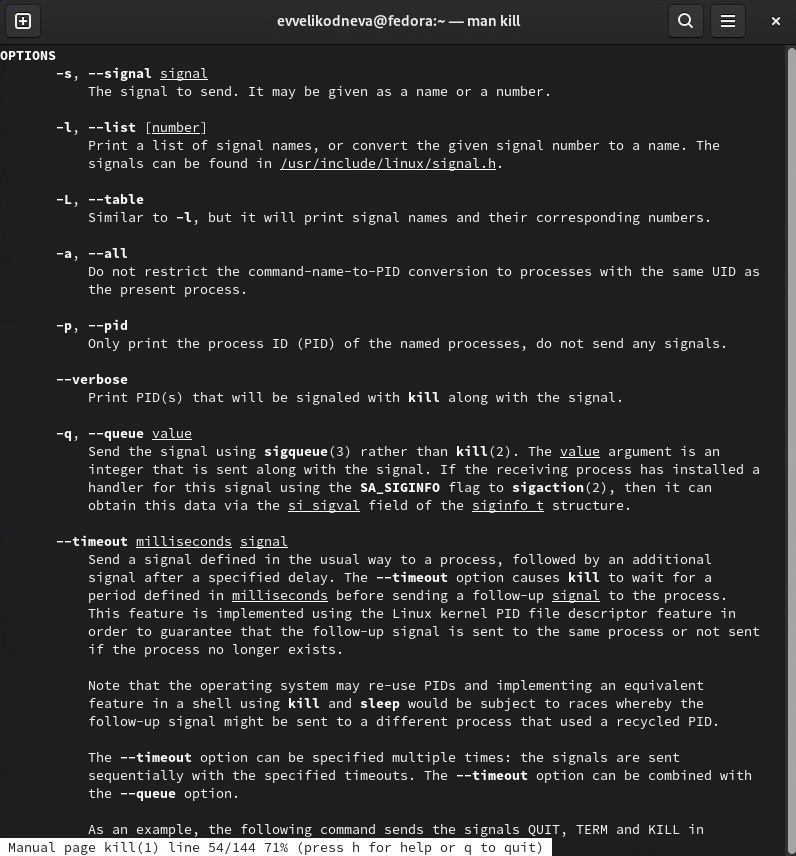 evvelikodneva@fedora:~ — man kill
OPTIONS
-s, --signal signal
The signal to send. It may be given as a name or a number.
-l, --list [number]
Print a list of signal names, or convert the given signal number to a name. The
signals can be found in /usr/include/linux/signal.h.
-L, --table
Similar to -l, but it will print signal names and their corresponding numbers.
-a, --all
Do not restrict the command-name-to-PID conversion to processes with the same UID as
the present process.
-p, --pid
Only print the process ID (PID) of the named processes, do not send any signals.
--verbose
Print PID(s) that will be signaled with kill along with the signal.
-q, --queue value
Send the signal using sigqueue(3) rather than kill(2). The value argument is an
integer that is sent along with the signal. If the receiving process has installed a
handler for this signal using the SA_SIGINFO flag to sigaction(2), then it can
obtain this data via the si_sigval field of the siginfo_t structure.
--timeout milliseconds signal
Send a signal defined in the usual way to a process, followed by an additional
signal after a specified delay. The --timeout option causes kill to wait for a
period defined in milliseconds before sending a follow-up signal to the process.
This feature is implemented using the Linux kernel PID file descriptor feature in
order to guarantee that the follow-up signal is sent to the same process or not sent
if the process no longer exists.
Note that the operating system may re-use PIDs and implementing an equivalent
feature in a shell using kill and sleep would be subject to races whereby the
follow-up signal might be sent to a different process that used a recycled PID.
The --timeout option can be specified multiple times: the signals are sent
sequentially with the specified timeouts. The --timeout option can be combined with
the --queue option.
As an example, the following command sends the signals QUIT, TERM and KILL in
Manual page kill(1) line 54/144 71% (press h for help or q to quit)